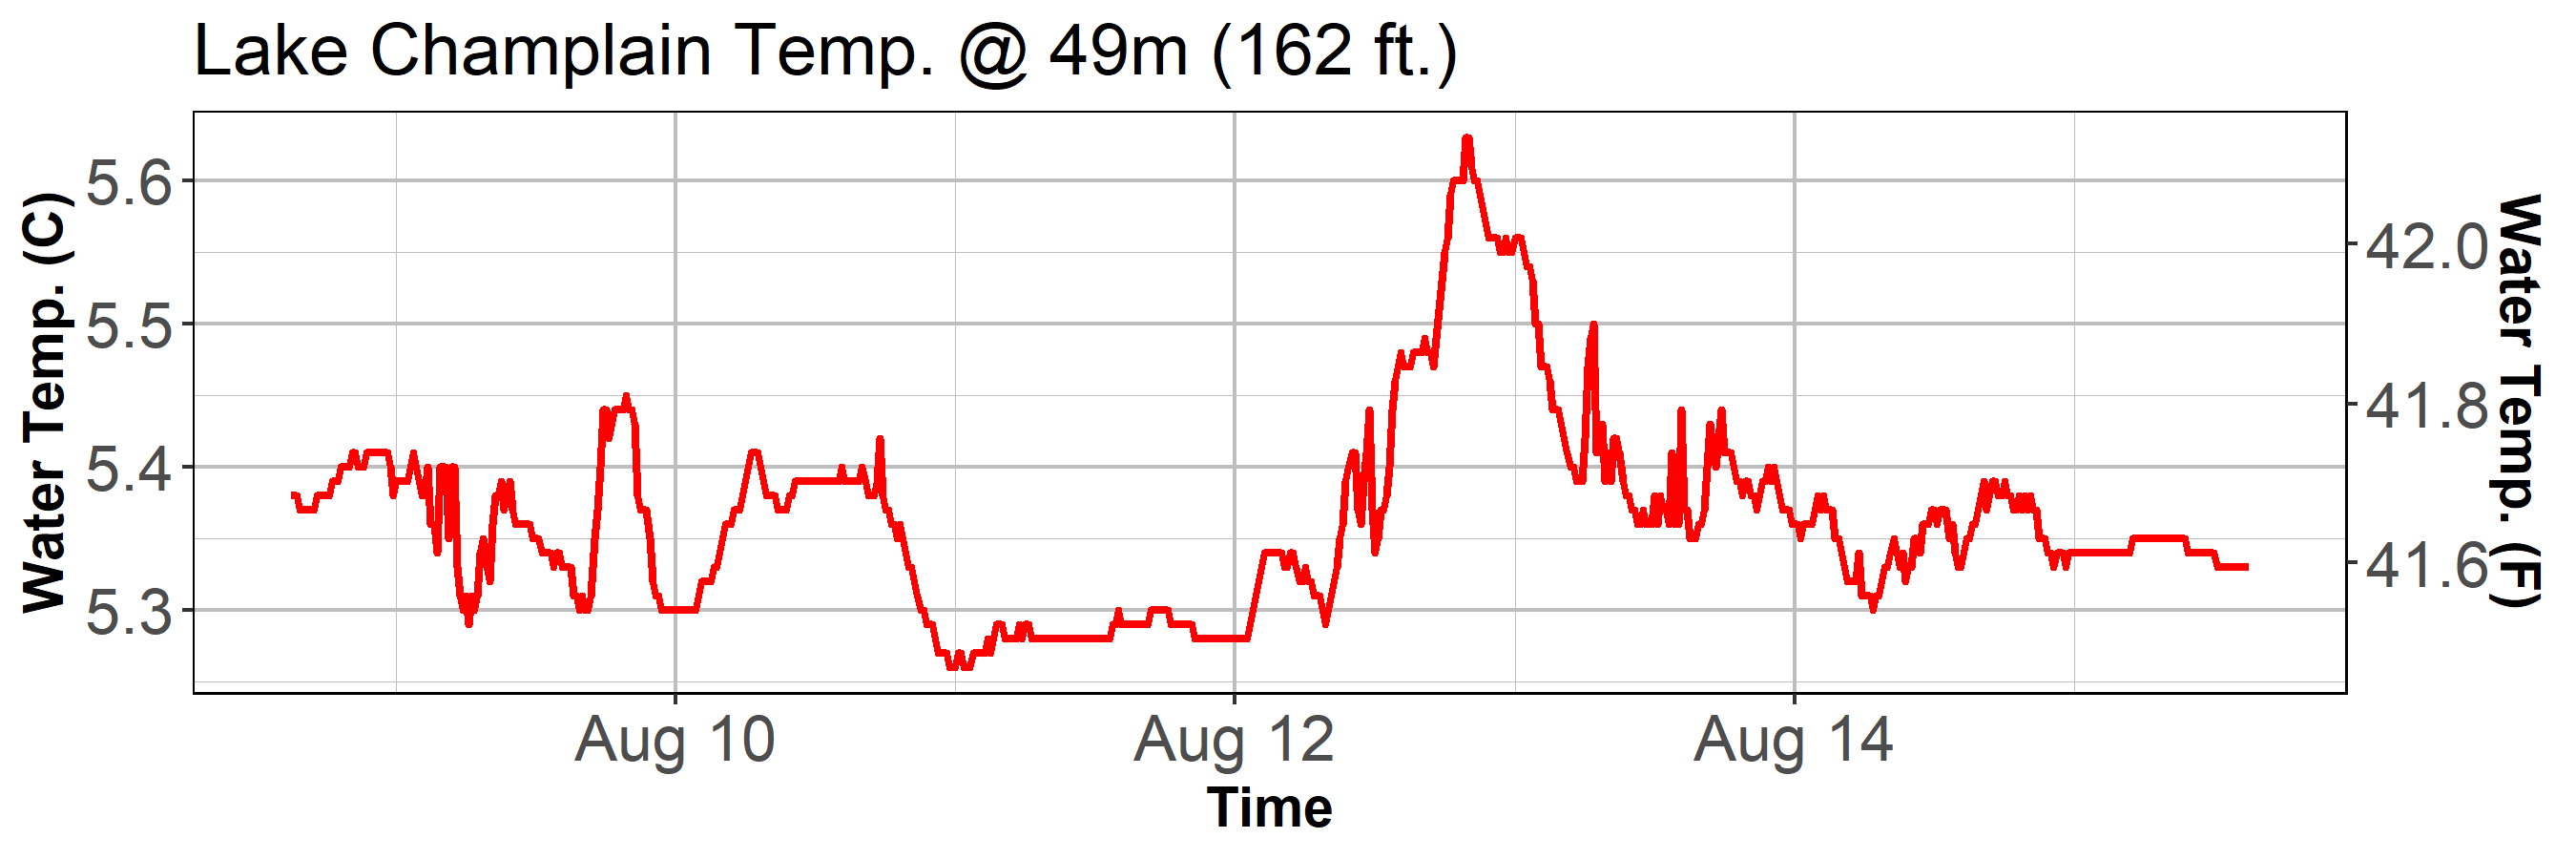 Lake Champlain Temp. @ 49m (162 ft.)
Water Temp. (C)
5.6
5.5
5.4
5.3
42.0
41.8
41.6
Water Temp. (F)
Aug 10
Aug 12
Aug 14
Time